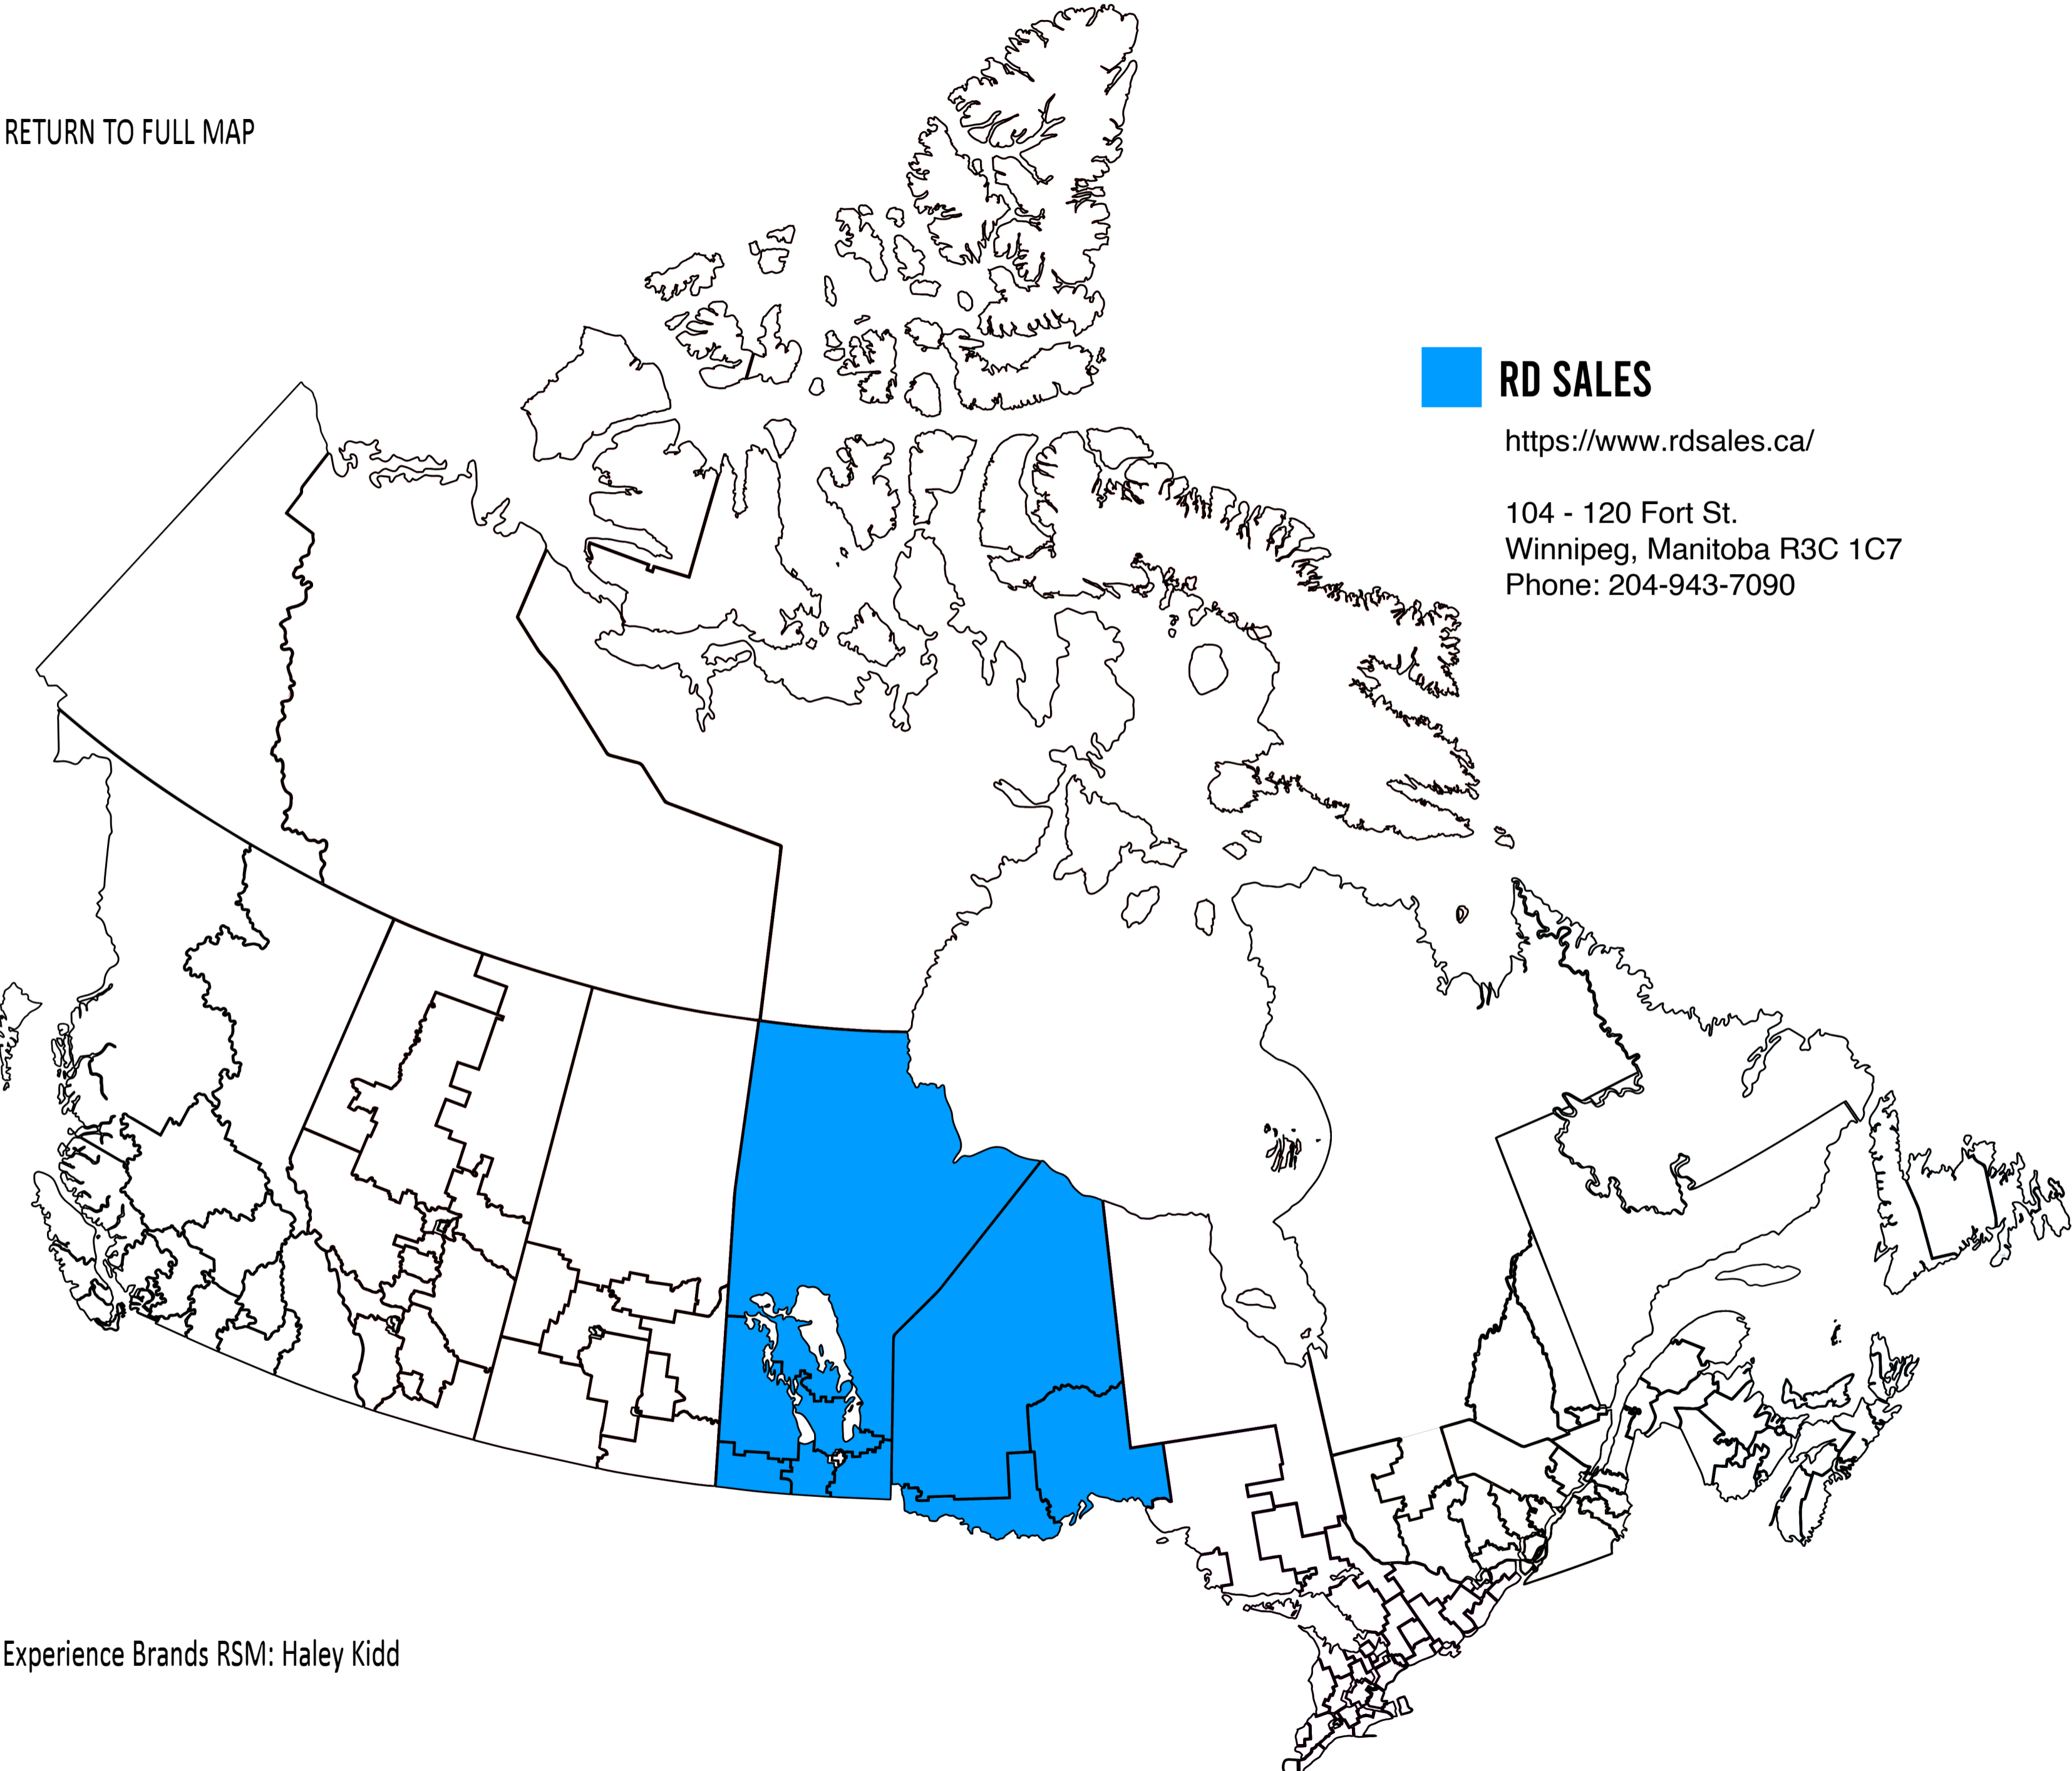 RETURN TO FULL MAP
RD SALES
https://www.rdsales.ca/
104 - 120 Fort St.
Winnipeg, Manitoba R3C 1C7
Phone: 204-943-7090
Experience Brands RSM: Haley Kidd